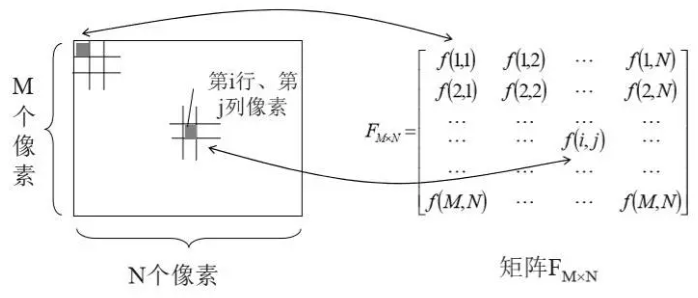 M个像素
第i行、第
j列像素
N个像素
F_{M×N} =
f(1,1) f(1,2) ⋯ f(1,N)
f(2,1) f(2,2) ⋯ f(2,N)
⋯ ⋯ ⋯ ⋯
⋯ ⋯ f(i,j) ⋯
⋯ ⋯ ⋯ ⋯
f(M,N) ⋯ ⋯ f(M,N)
矩阵F_{M×N}